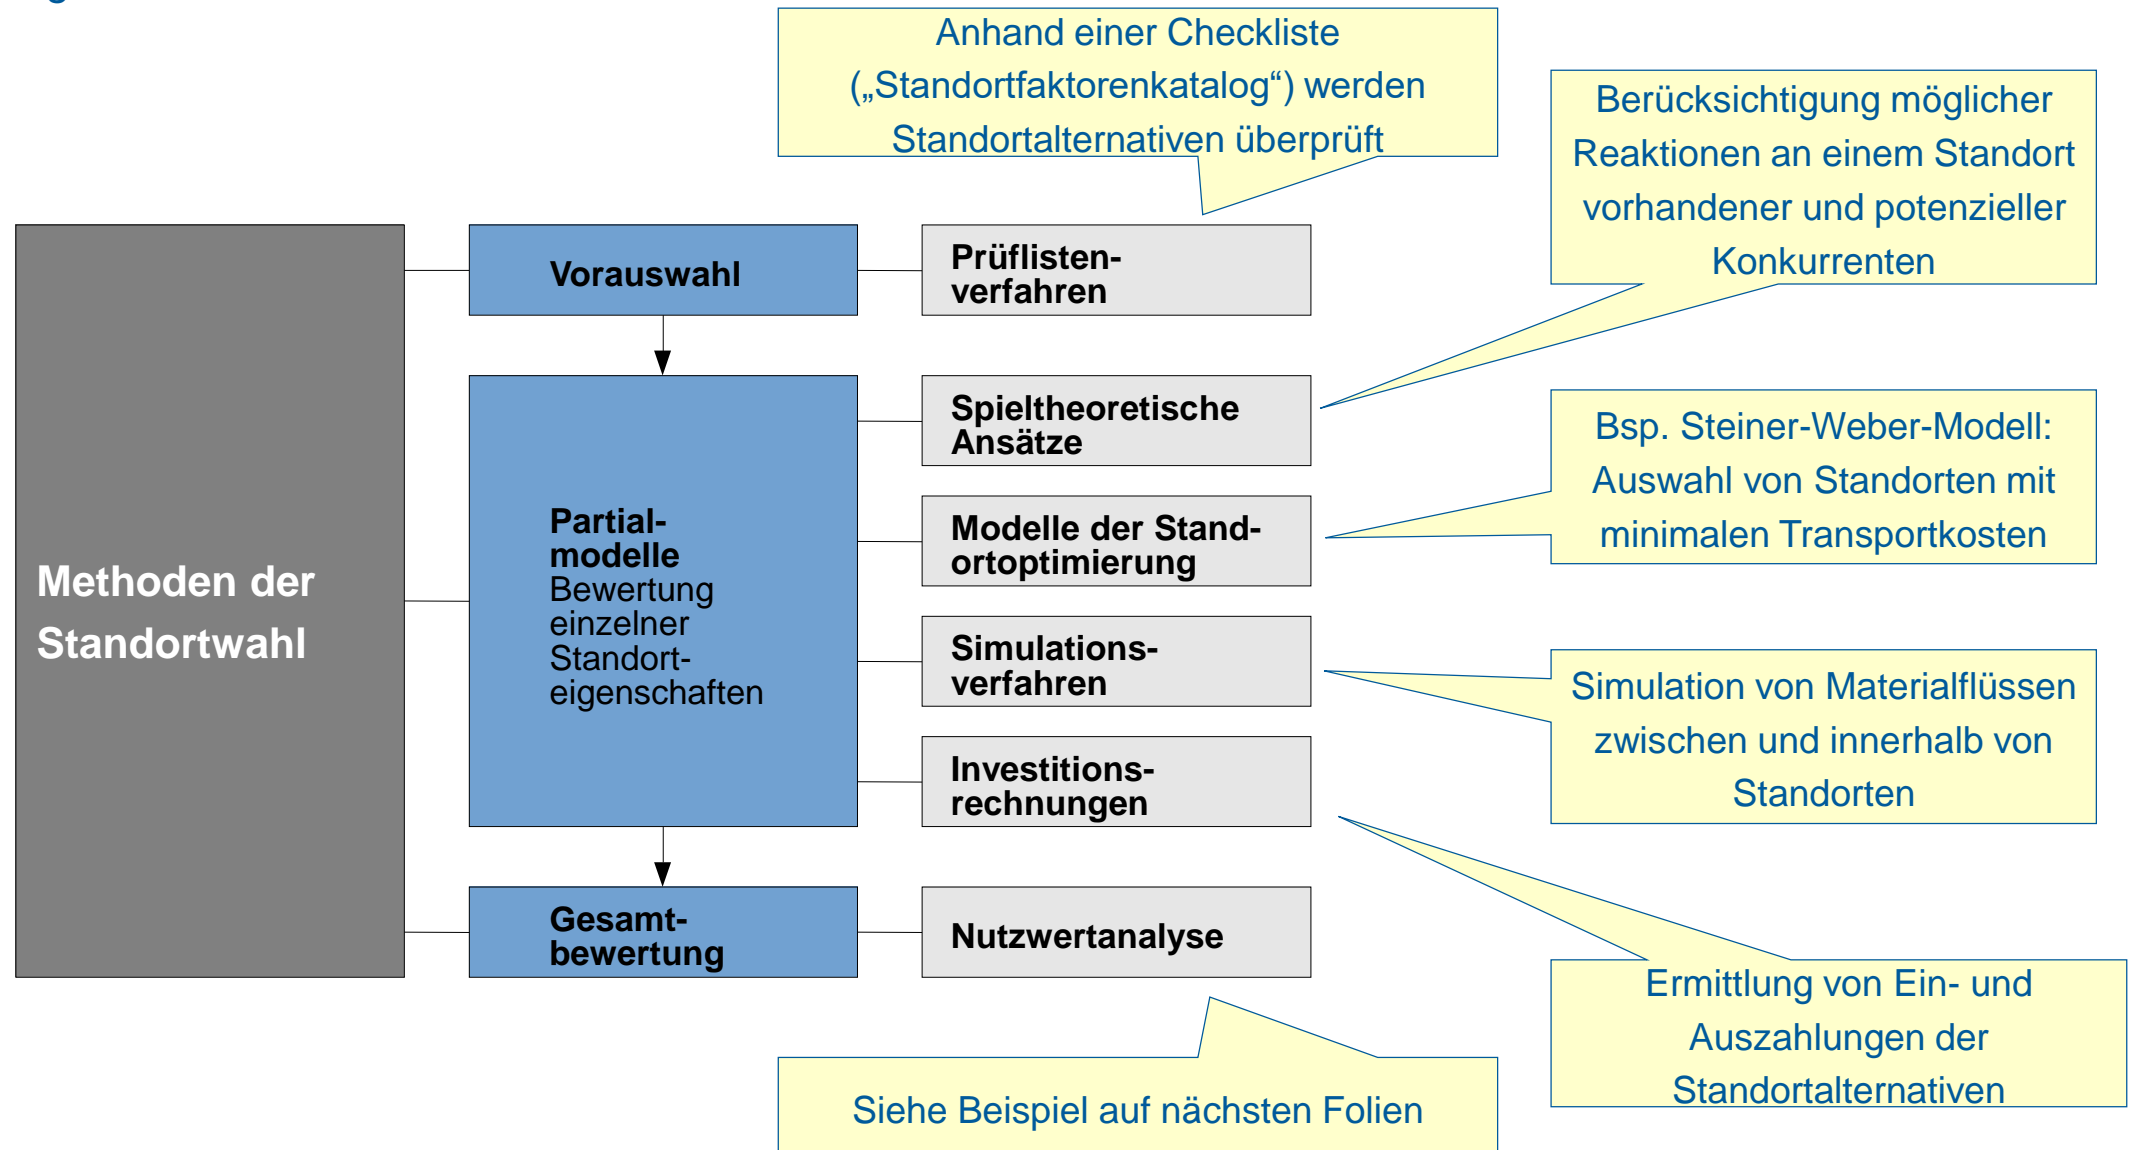 Anhand einer Checkliste
(„Standortfaktorenkatalog“) werden
Standortalternativen überprüft
Berücksichtigung möglicher
Reaktionen an einem Standort
vorhandener und potenzieller
Konkurrenten
Methoden der
Standortwahl
Vorauswahl
Prüflisten-
verfahren
Partial-
modelle
Bewertung
einzelner
Standort-
eigenschaften
Spieltheoretische
Ansätze
Modelle der Stand-
ortoptimierung
Simulations-
verfahren
Investitions-
rechnungen
Bsp. Steiner-Weber-Modell:
Auswahl von Standorten mit
minimalen Transportkosten
Simulation von Materialflüssen
zwischen und innerhalb von
Standorten
Gesamt-
bewertung
Nutzwertanalyse
Ermittlung von Ein- und
Auszahlungen der
Standortalternativen
Siehe Beispiel auf nächsten Folien